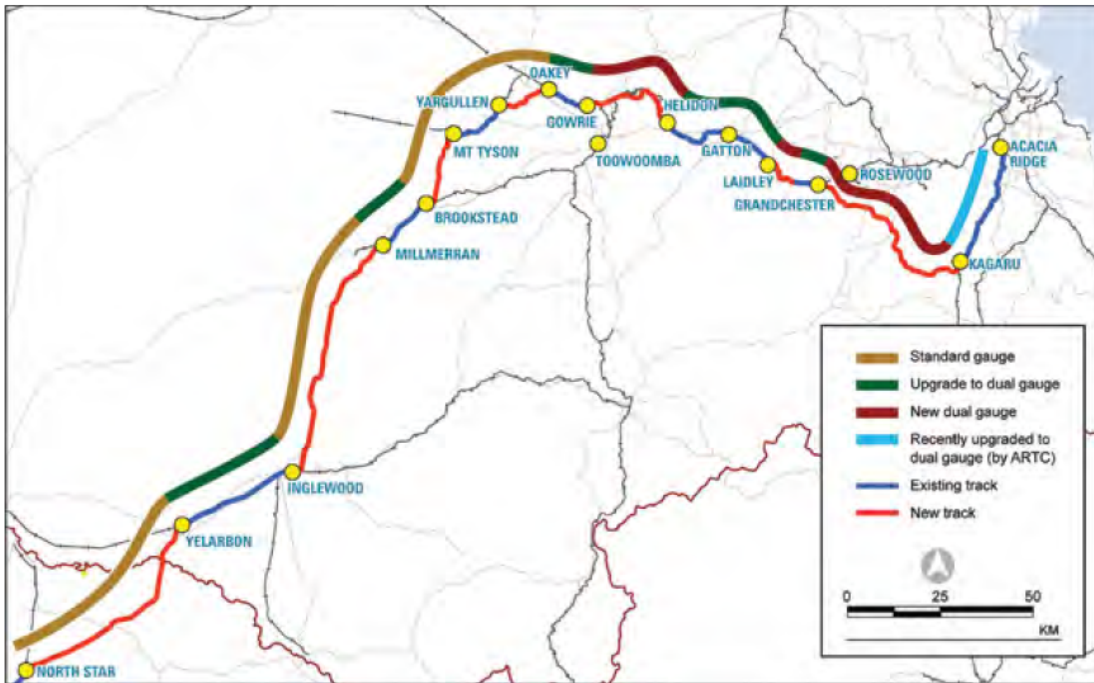 OAKEY
YARGULLEN
GOWRIE
HELIDON
MT TYSON
TOOWOOMBA
GATTON
ACACIA
RIDGE
LAIDLEY
ROSEWOOD
GRANDCHESTER
BROOKSTEAD
MILLMERRAN
KAGARU
INGLEWOOD
YELARBON
NORTH STAR
Standard gauge
Upgrade to dual gauge
New dual gauge
Recently upgraded to
dual gauge (by ARTC)
Existing track
New track
0 25 50
KM